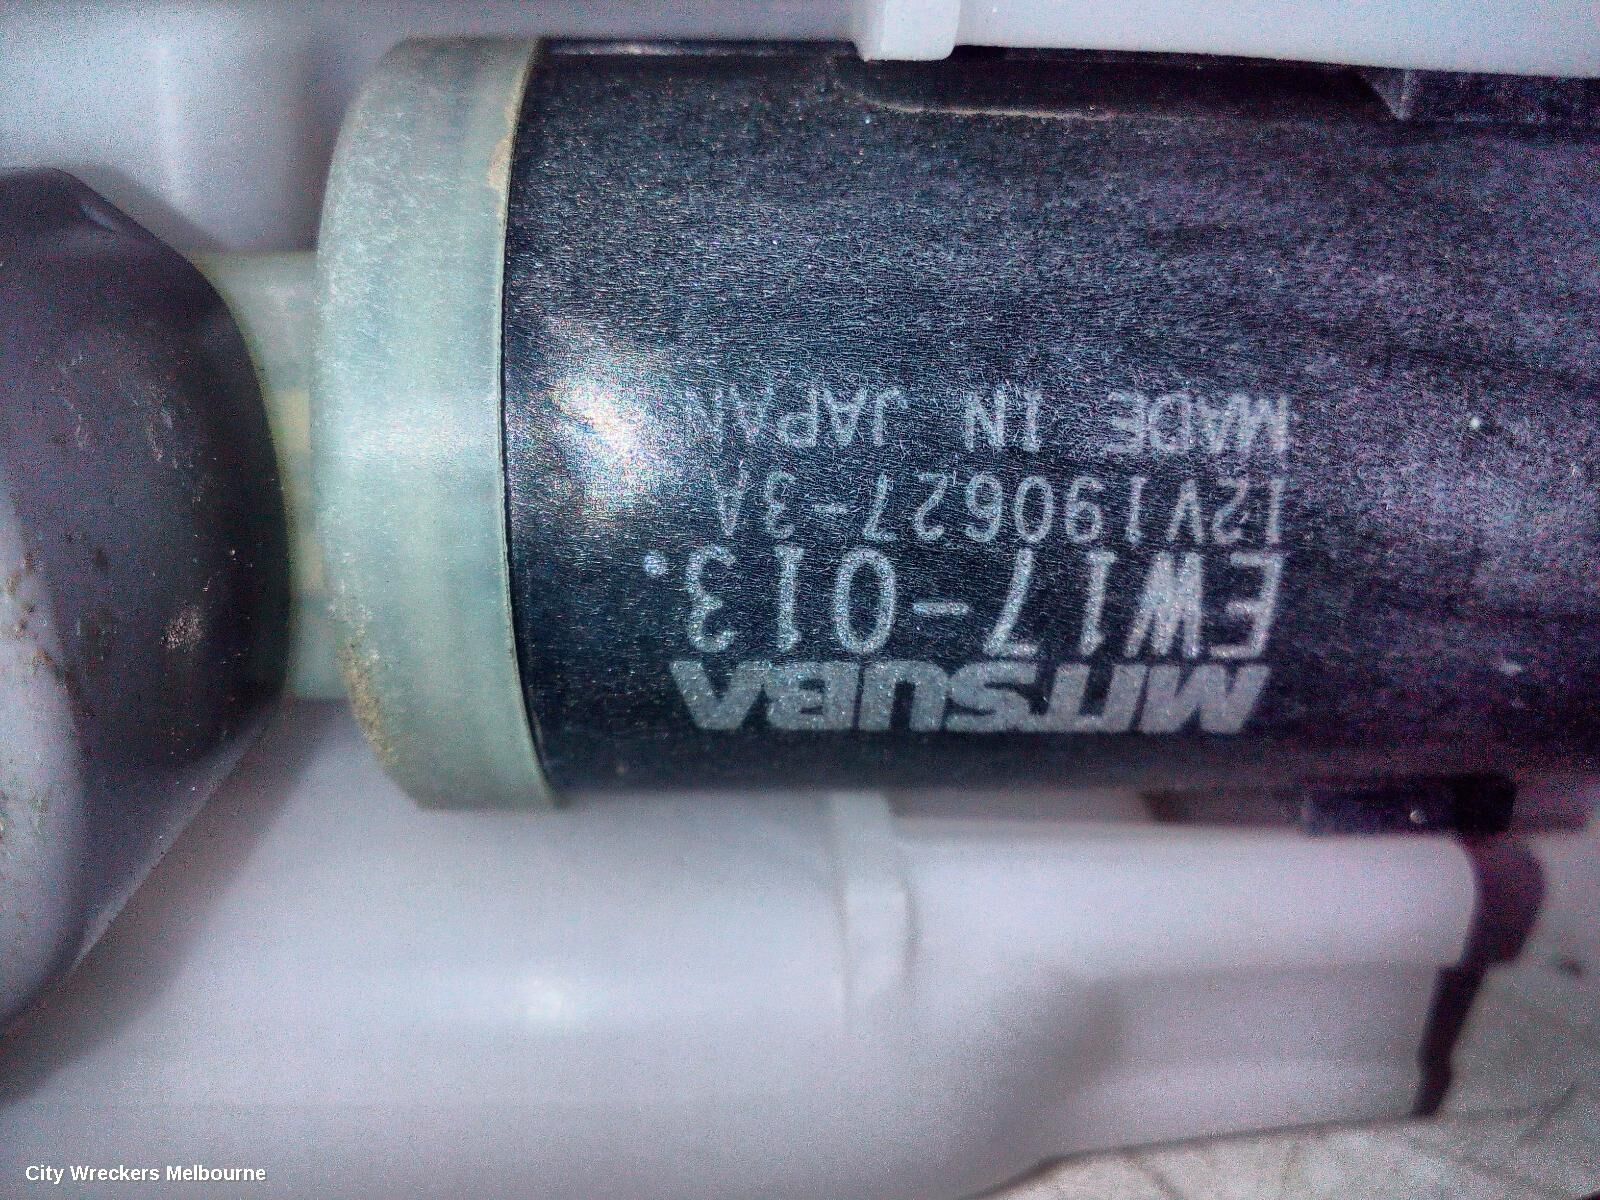 MITSUBA
EW17-013.
12V190627-3A
MADE IN JAPAN
City Wreckers Melbourne